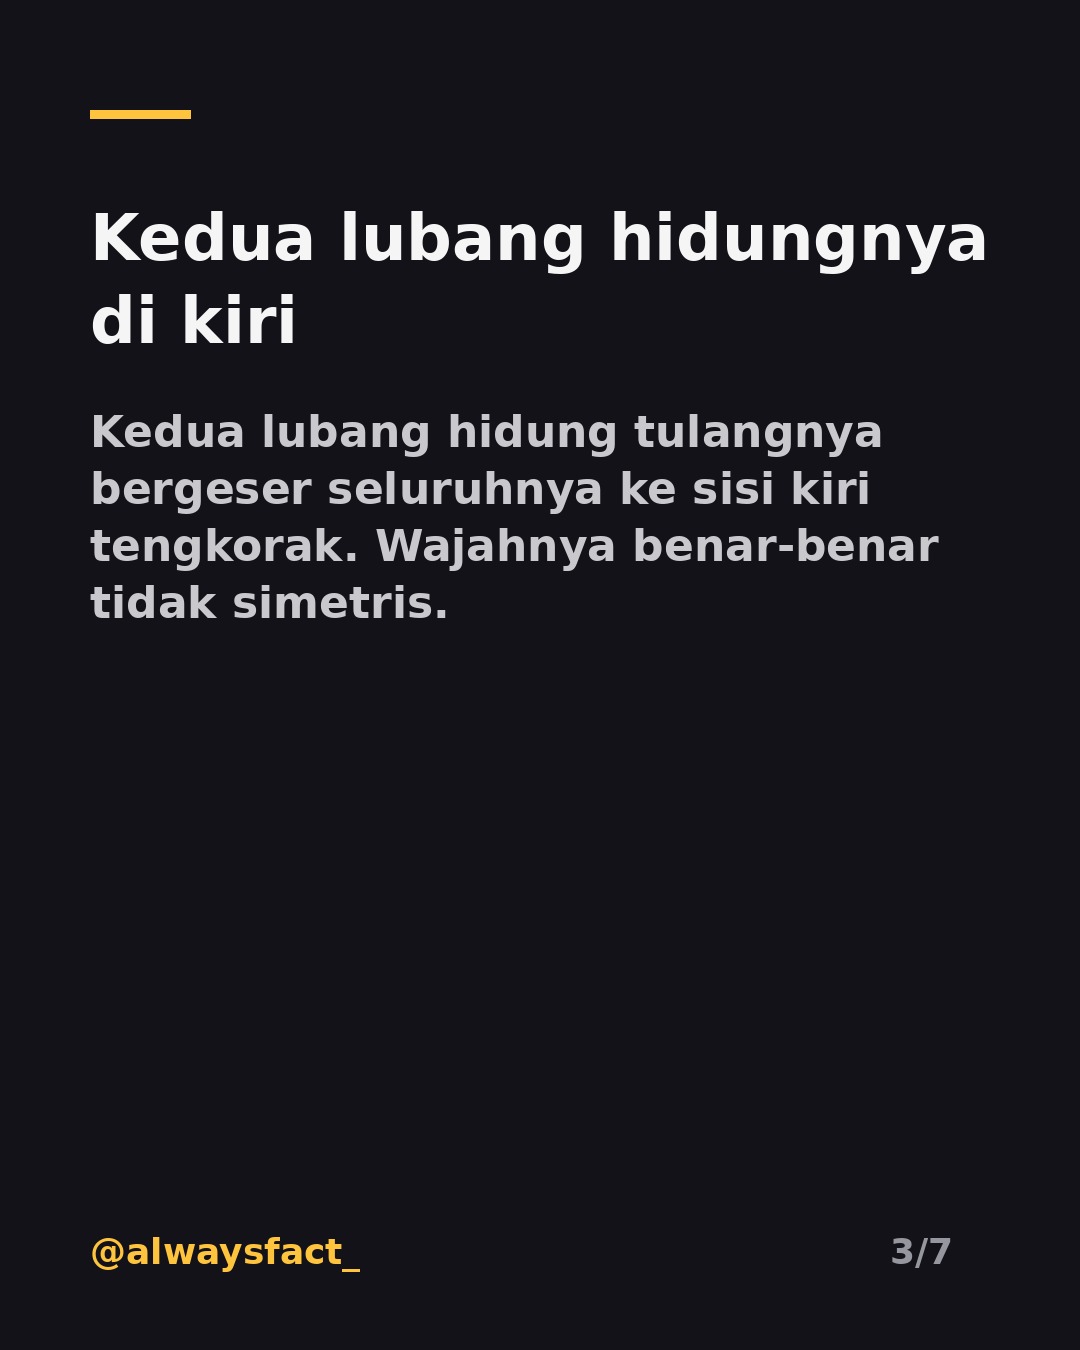 Kedua lubang hidungnya
di kiri
Kedua lubang hidung tulangnya
bergeser seluruhnya ke sisi kiri
tengkorak. Wajahnya benar-benar
tidak simetris.
@alwaysfact_
3/7